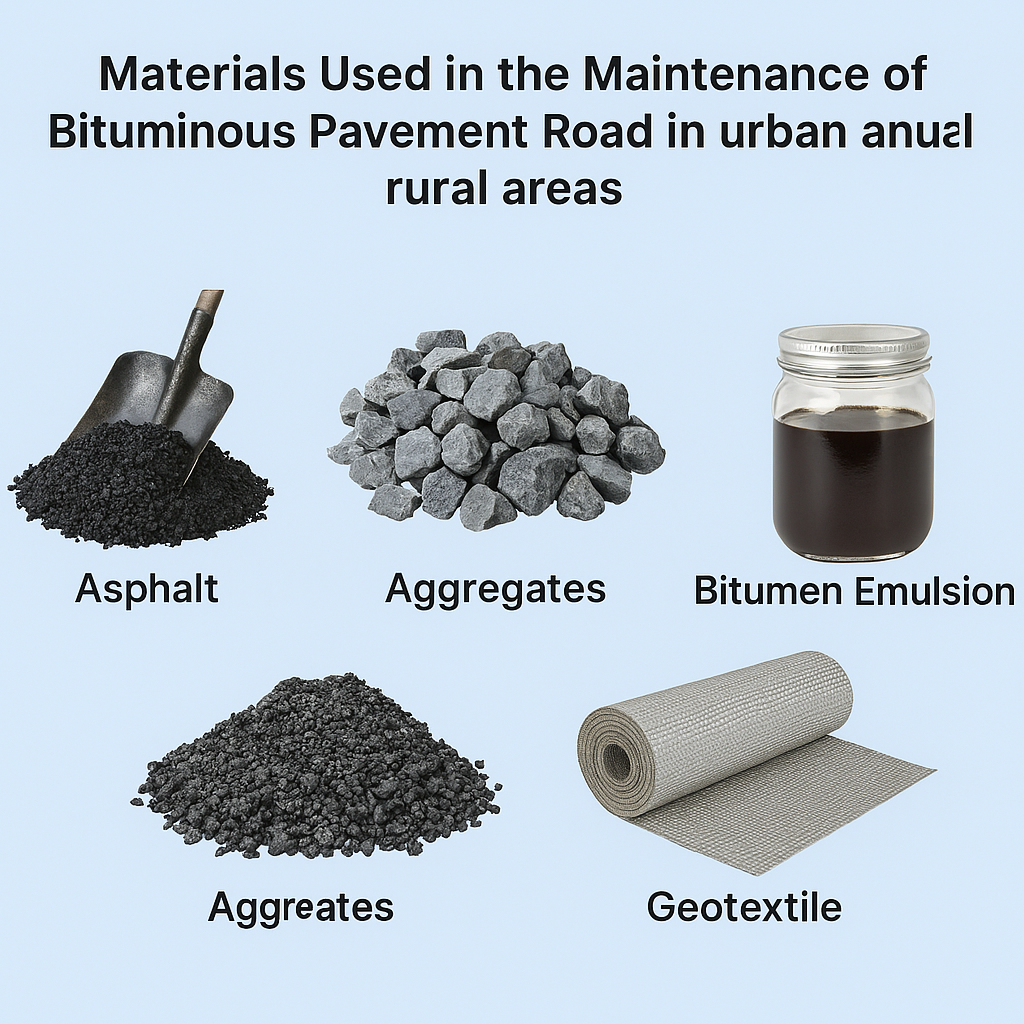 Materials Used in the Maintenance of
Bituminous Pavement Road in urban anual
rural areas
Asphalt
Aggregates
Bitumen Emulsion
Aggreates
Geotextile